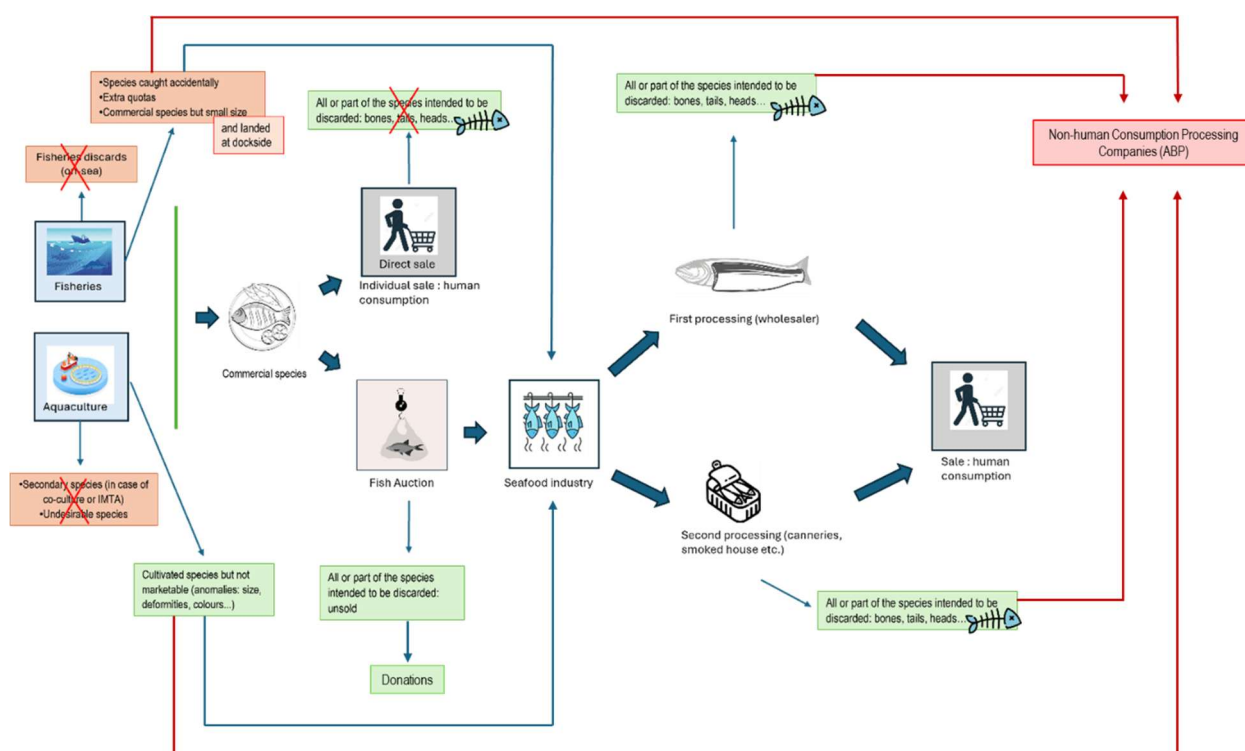 •Species caught accidentally
•Extra quotas
•Commercial species but small size
and landed
at dockside
Fisheries discards
(on-sea)
Fisheries
Aquaculture
•Secondary species (in case of
co-culture or IMTA)
•Undesirable species
Cultivated species but not
marketable (anomalies: size,
deformities, colours...)
Commercial species
All or part of the species intended to be
discarded: bones, tails, heads…
Direct sale
Individual sale : human
consumption
Fish Auction
All or part of the species
intended to be discarded:
unsold
Donations
Seafood industry
All or part of the species intended to be
discarded: bones, tails, heads…
First processing (wholesaler)
Second processing (canneries,
smoked house etc.)
All or part of the species intended to be
discarded: bones, tails, heads…
Sale : human
consumption
Non-human Consumption Processing
Companies (ABP)